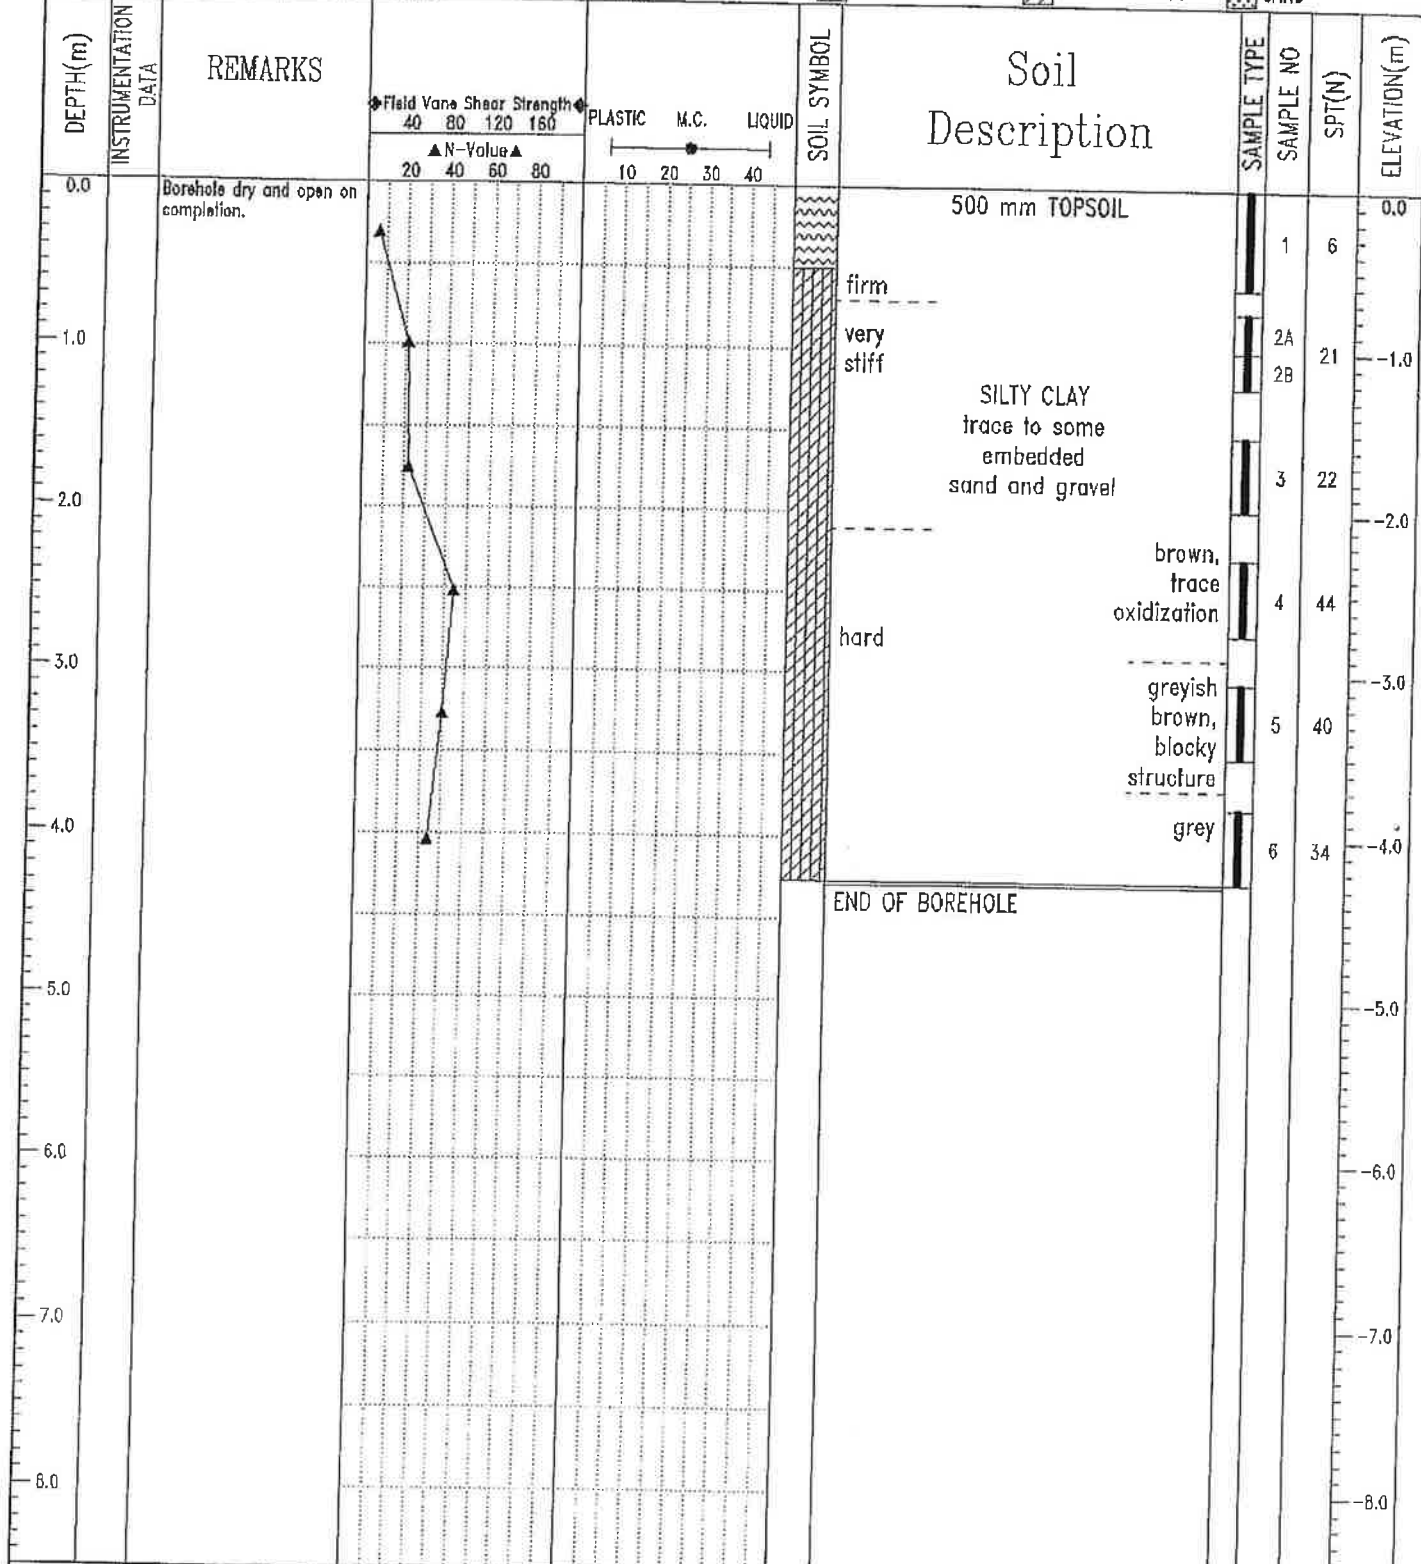 SAND
DEPTH(m)
INSTRUMENTATION
DATA
REMARKS
◆Field Vane Shear Strength◆
40 80 120 160
▲N-Value▲
20 40 60 80
PLASTIC M.C. LIQUID
10 20 30 40
SOIL SYMBOL
Soil
Description
SAMPLE TYPE
SAMPLE NO
SPT(N)
ELEVATION(m)
0.0
Borehole dry and open on
completion.
500 mm TOPSOIL
0.0
1 6
firm
very
stiff
1.0
2A
2B
21
-1.0
SILTY CLAY
trace to some
embedded
sand and gravel
3 22
2.0
-2.0
brown,
trace
oxidization
4 44
hard
3.0
-3.0
greyish
brown,
blocky
structure
5 40
4.0
grey
6 34
-4.0
END OF BOREHOLE
5.0
-5.0
6.0
-6.0
7.0
-7.0
8.0
-8.0